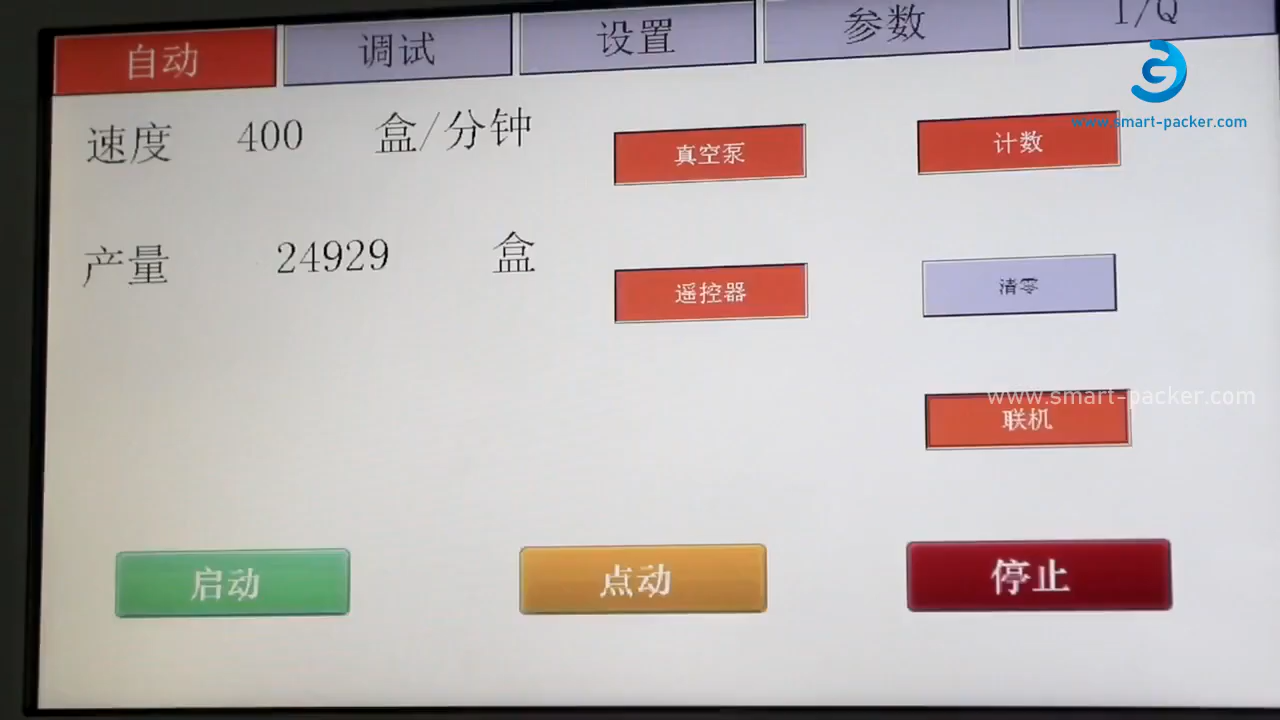 自动
调试
设置
参数
I/Q
www.smart-packer.com
速度 400 盒/分钟
真空泵
计数
产量 24929 盒
遥控器
清零
www.smart-packer.com
联机
启动
点动
停止